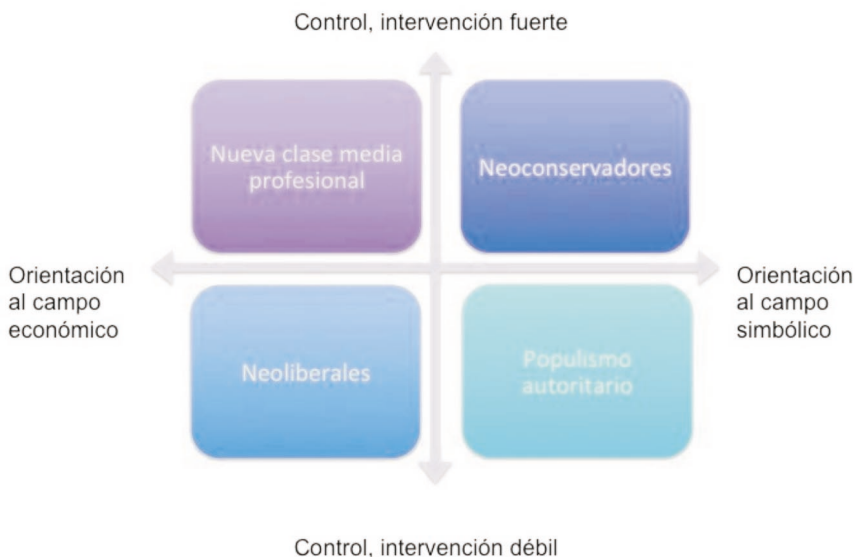 Control, intervención fuerte
Nueva clase media
profesional
Neoconservadores
Orientación
al campo
económico
Orientación
al campo
simbólico
Neoliberales
Populismo
autoritario
Control, intervención débil